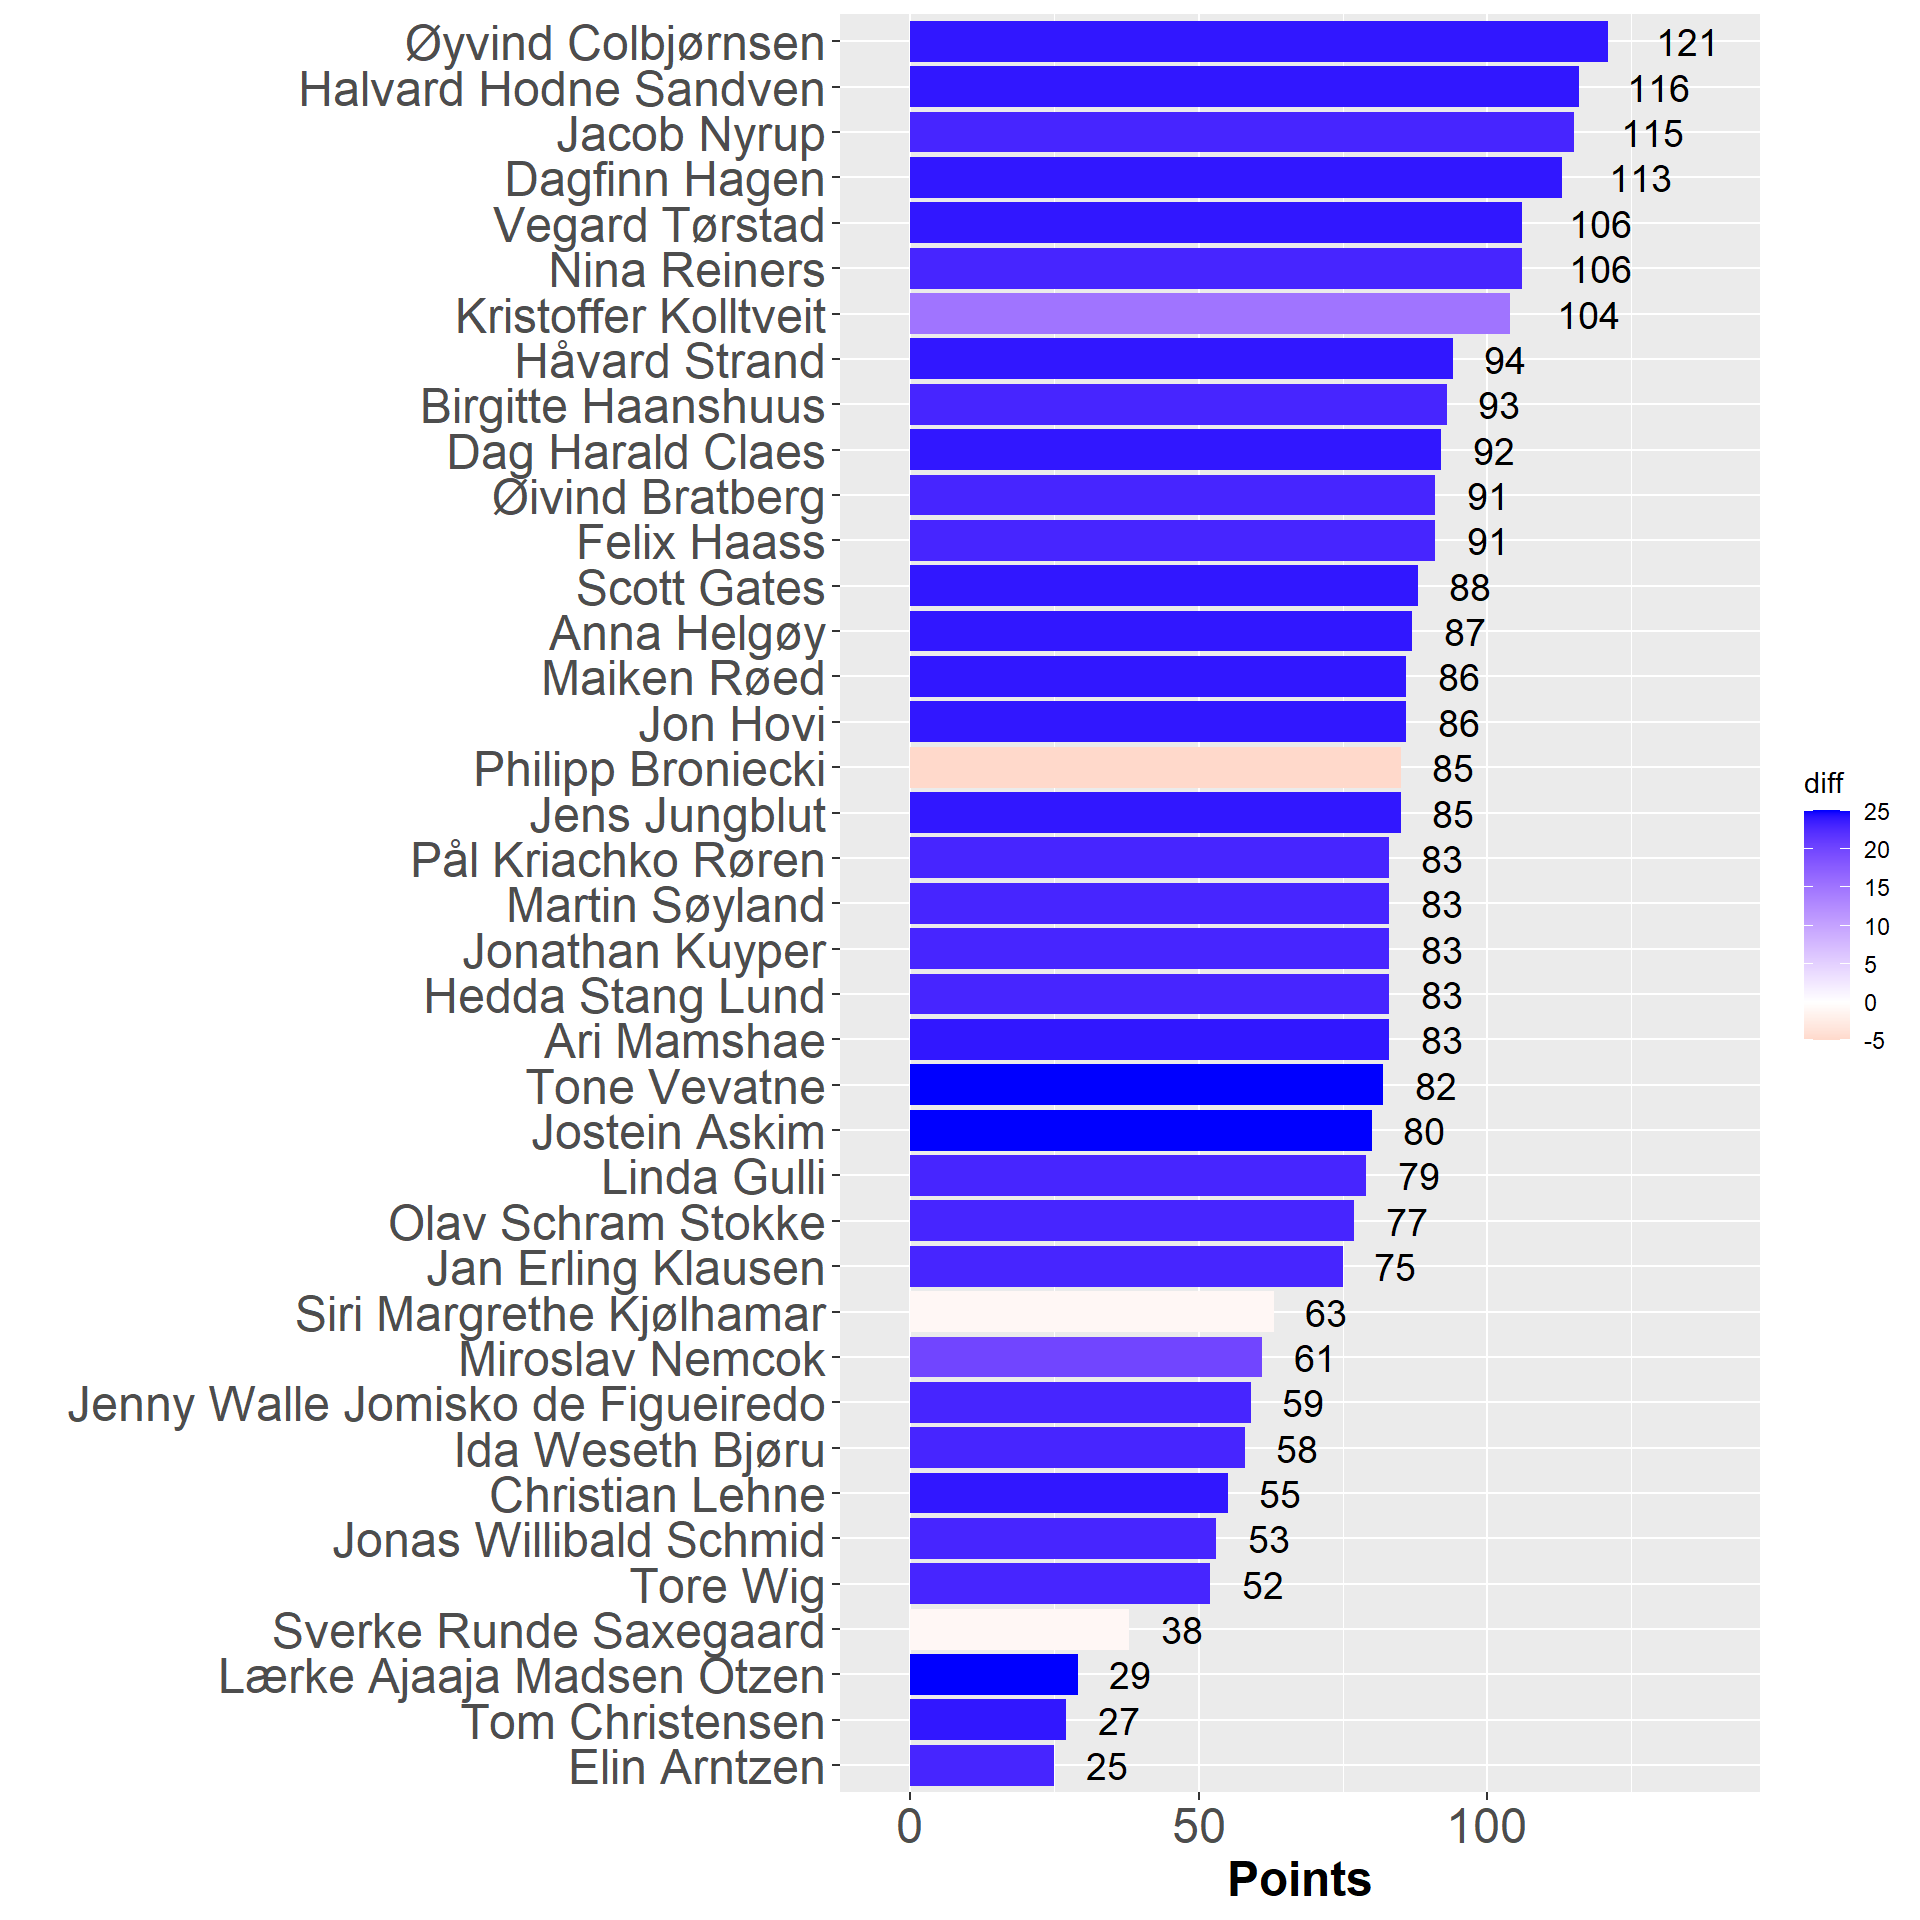 Øyvind Colbjørnsen 121
Halvard Hodne Sandven 116
Jacob Nyrup 115
Dagfinn Hagen 113
Vegard Tørstad 106
Nina Reiners 106
Kristoffer Kolltveit 104
Håvard Strand 94
Birgitte Haanshuus 93
Dag Harald Claes 92
Øivind Bratberg 91
Felix Haass 91
Scott Gates 88
Anna Helgøy 87
Maiken Røed 86
Jon Hovi 86
Philipp Broniecki 85
Jens Jungblut 85
Pål Kriachko Røren 83
Martin Søyland 83
Jonathan Kuyper 83
Hedda Stang Lund 83
Ari Mamshae 83
Tone Vevatne 82
Jostein Askim 80
Linda Gulli 79
Olav Schram Stokke 77
Jan Erling Klausen 75
Siri Margrethe Kjølhamar 63
Miroslav Nemcok 61
Jenny Walle Jomisko de Figueiredo 59
Ida Weseth Bjøru 58
Christian Lehne 55
Jonas Willibald Schmid 53
Tore Wig 52
Sverke Runde Saxegaard 38
Lærke Ajaaja Madsen Otzen 29
Tom Christensen 27
Elin Arntzen 25
0 50 100
Points
diff
25
20
15
10
5
0
-5